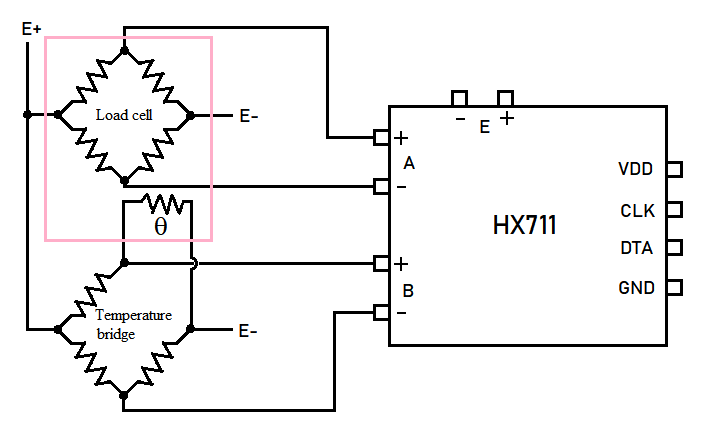 E+
Load cell
E-
θ
Temperature
bridge
E-
+
A
-
+
B
-
- E +
HX711
VDD
CLK
DTA
GND